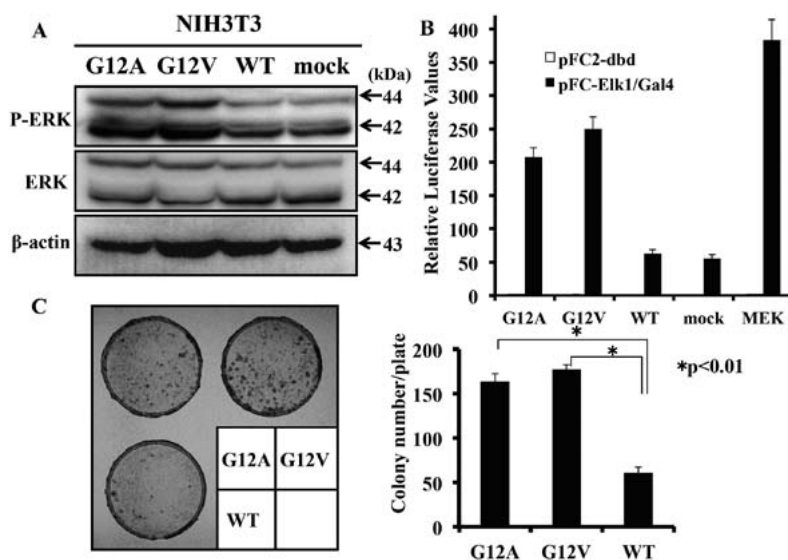 A
NIH3T3
G12A G12V WT mock (kDa)
P-ERK
44
42
ERK
44
42
β-actin
43
B
Relative Luciferase Values
400
350
300
250
200
150
100
50
0
pFC2-dbd
pFC-Elk1/Gal4
G12A G12V WT mock MEK
C
G12A G12V
WT
Colony number/plate
200
150
100
50
0
*
*
*p<0.01
G12A G12V WT